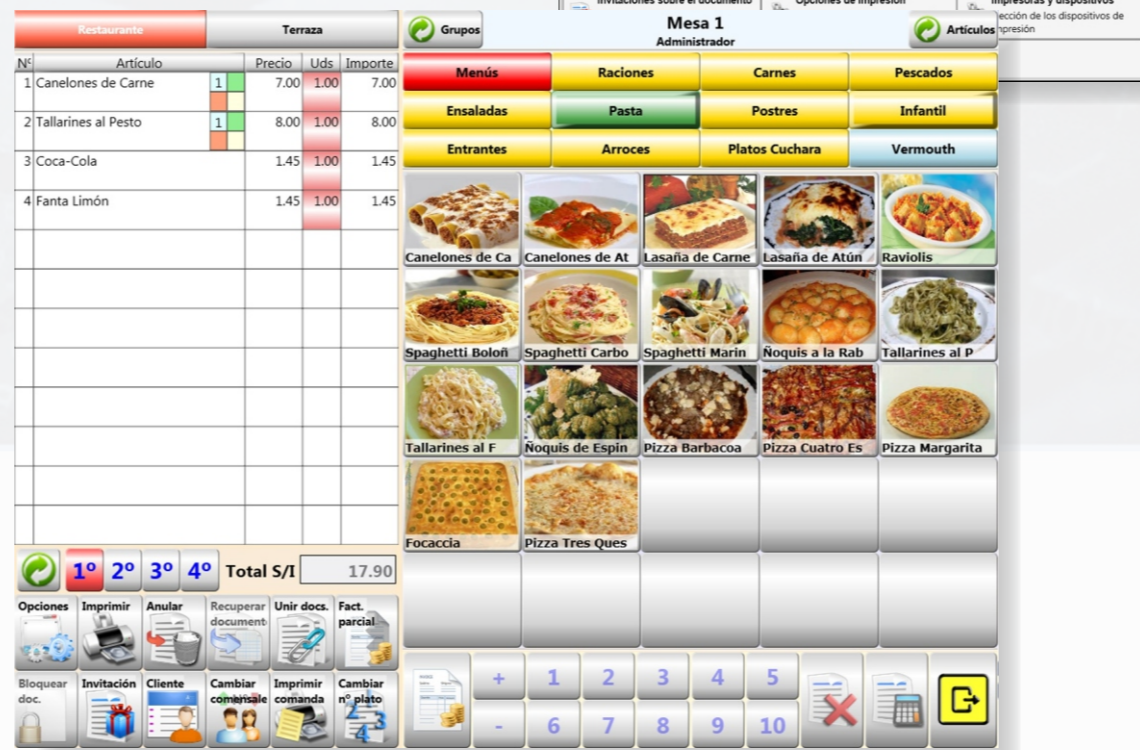 Invitaciones sobre el documento
Opciones de impresión
Impresoras y dispositivos
ección de los dispositivos de
npresión
Restaurante
Terraza
Grupos
Mesa 1
Administrador
Artículos
Artículo
Precio
Uds
Importe
1 Canelones de Carne 1 7.00 1.00 7.00
2 Tallarines al Pesto 1 8.00 1.00 8.00
3 Coca-Cola 1.45 1.00 1.45
4 Fanta Limón 1.45 1.00 1.45
Menús
Raciones
Carnes
Pescados
Ensaladas
Pasta
Postres
Infantil
Entrantes
Arroces
Platos Cuchara
Vermouth
Canelones de Ca
Canelones de At
Lasaña de Carne
Lasaña de Atún
Raviolis
Spaghetti Boloñ
Spaghetti Carbo
Spaghetti Marin
Ñoquis a la Rab
Tallarines al P
Tallarines al F
Ñoquis de Espin
Pizza Barbacoa
Pizza Cuatro Es
Pizza Margarita
Focaccia
Pizza Tres Ques
1º
2º
3º
4º
Total S/I
17.90
Opciones
Imprimir
Anular
Recuperar
document
Unir docs.
Fact.
parcial
Bloquear
doc.
Invitación
Cliente
Cambiar
comensale
Imprimir
comanda
Cambiar
nº plato
+ 1 2 3 4 5
- 6 7 8 9 10